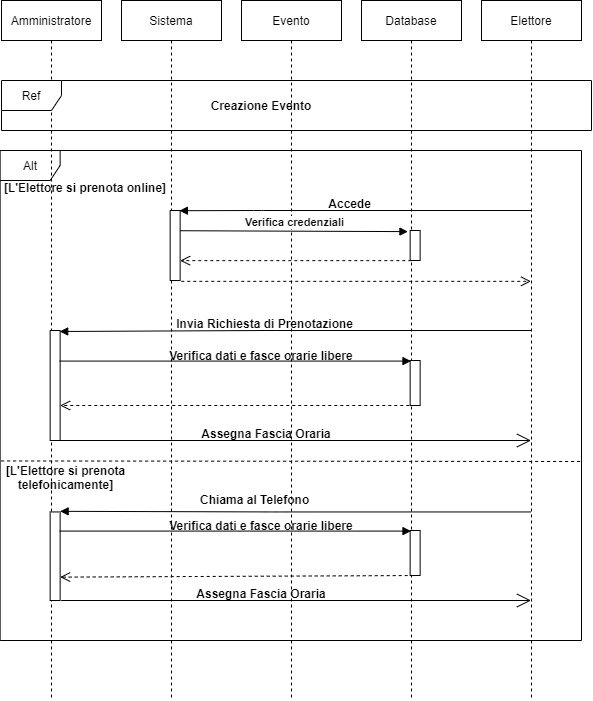 Amministratore
Sistema
Evento
Database
Elettore
Ref
Creazione Evento
Alt
[L'Elettore si prenota online]
Accede
Verifica credenziali
Invia Richiesta di Prenotazione
Verifica dati e fasce orarie libere
Assegna Fascia Oraria
[L'Elettore si prenota
telefonicamente]
Chiama al Telefono
Verifica dati e fasce orarie libere
Assegna Fascia Oraria